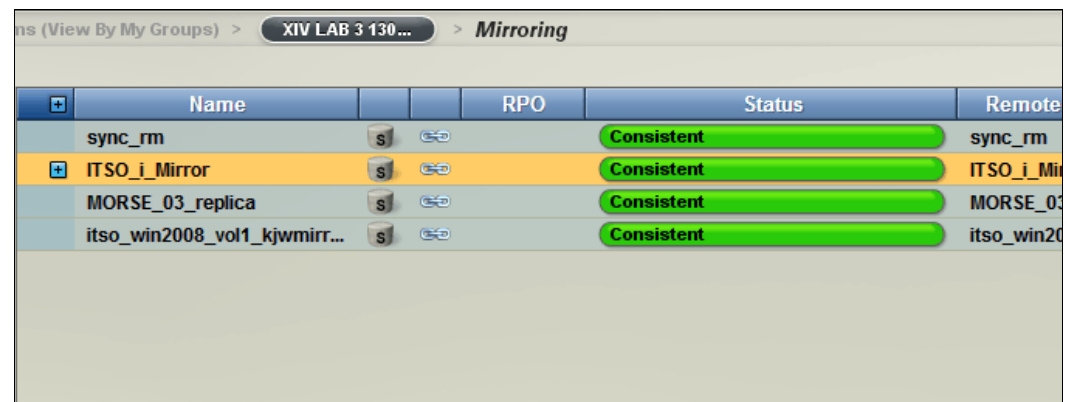 ns (View By My Groups) > XIV LAB 3 130... > Mirroring
Name RPO Status Remote
sync_rm S Consistent sync_rm
ITSO_i_Mirror S Consistent ITSO_i_Mi
MORSE_03_replica S Consistent MORSE_03
itso_win2008_vol1_kjwmirr... S Consistent itso_win20